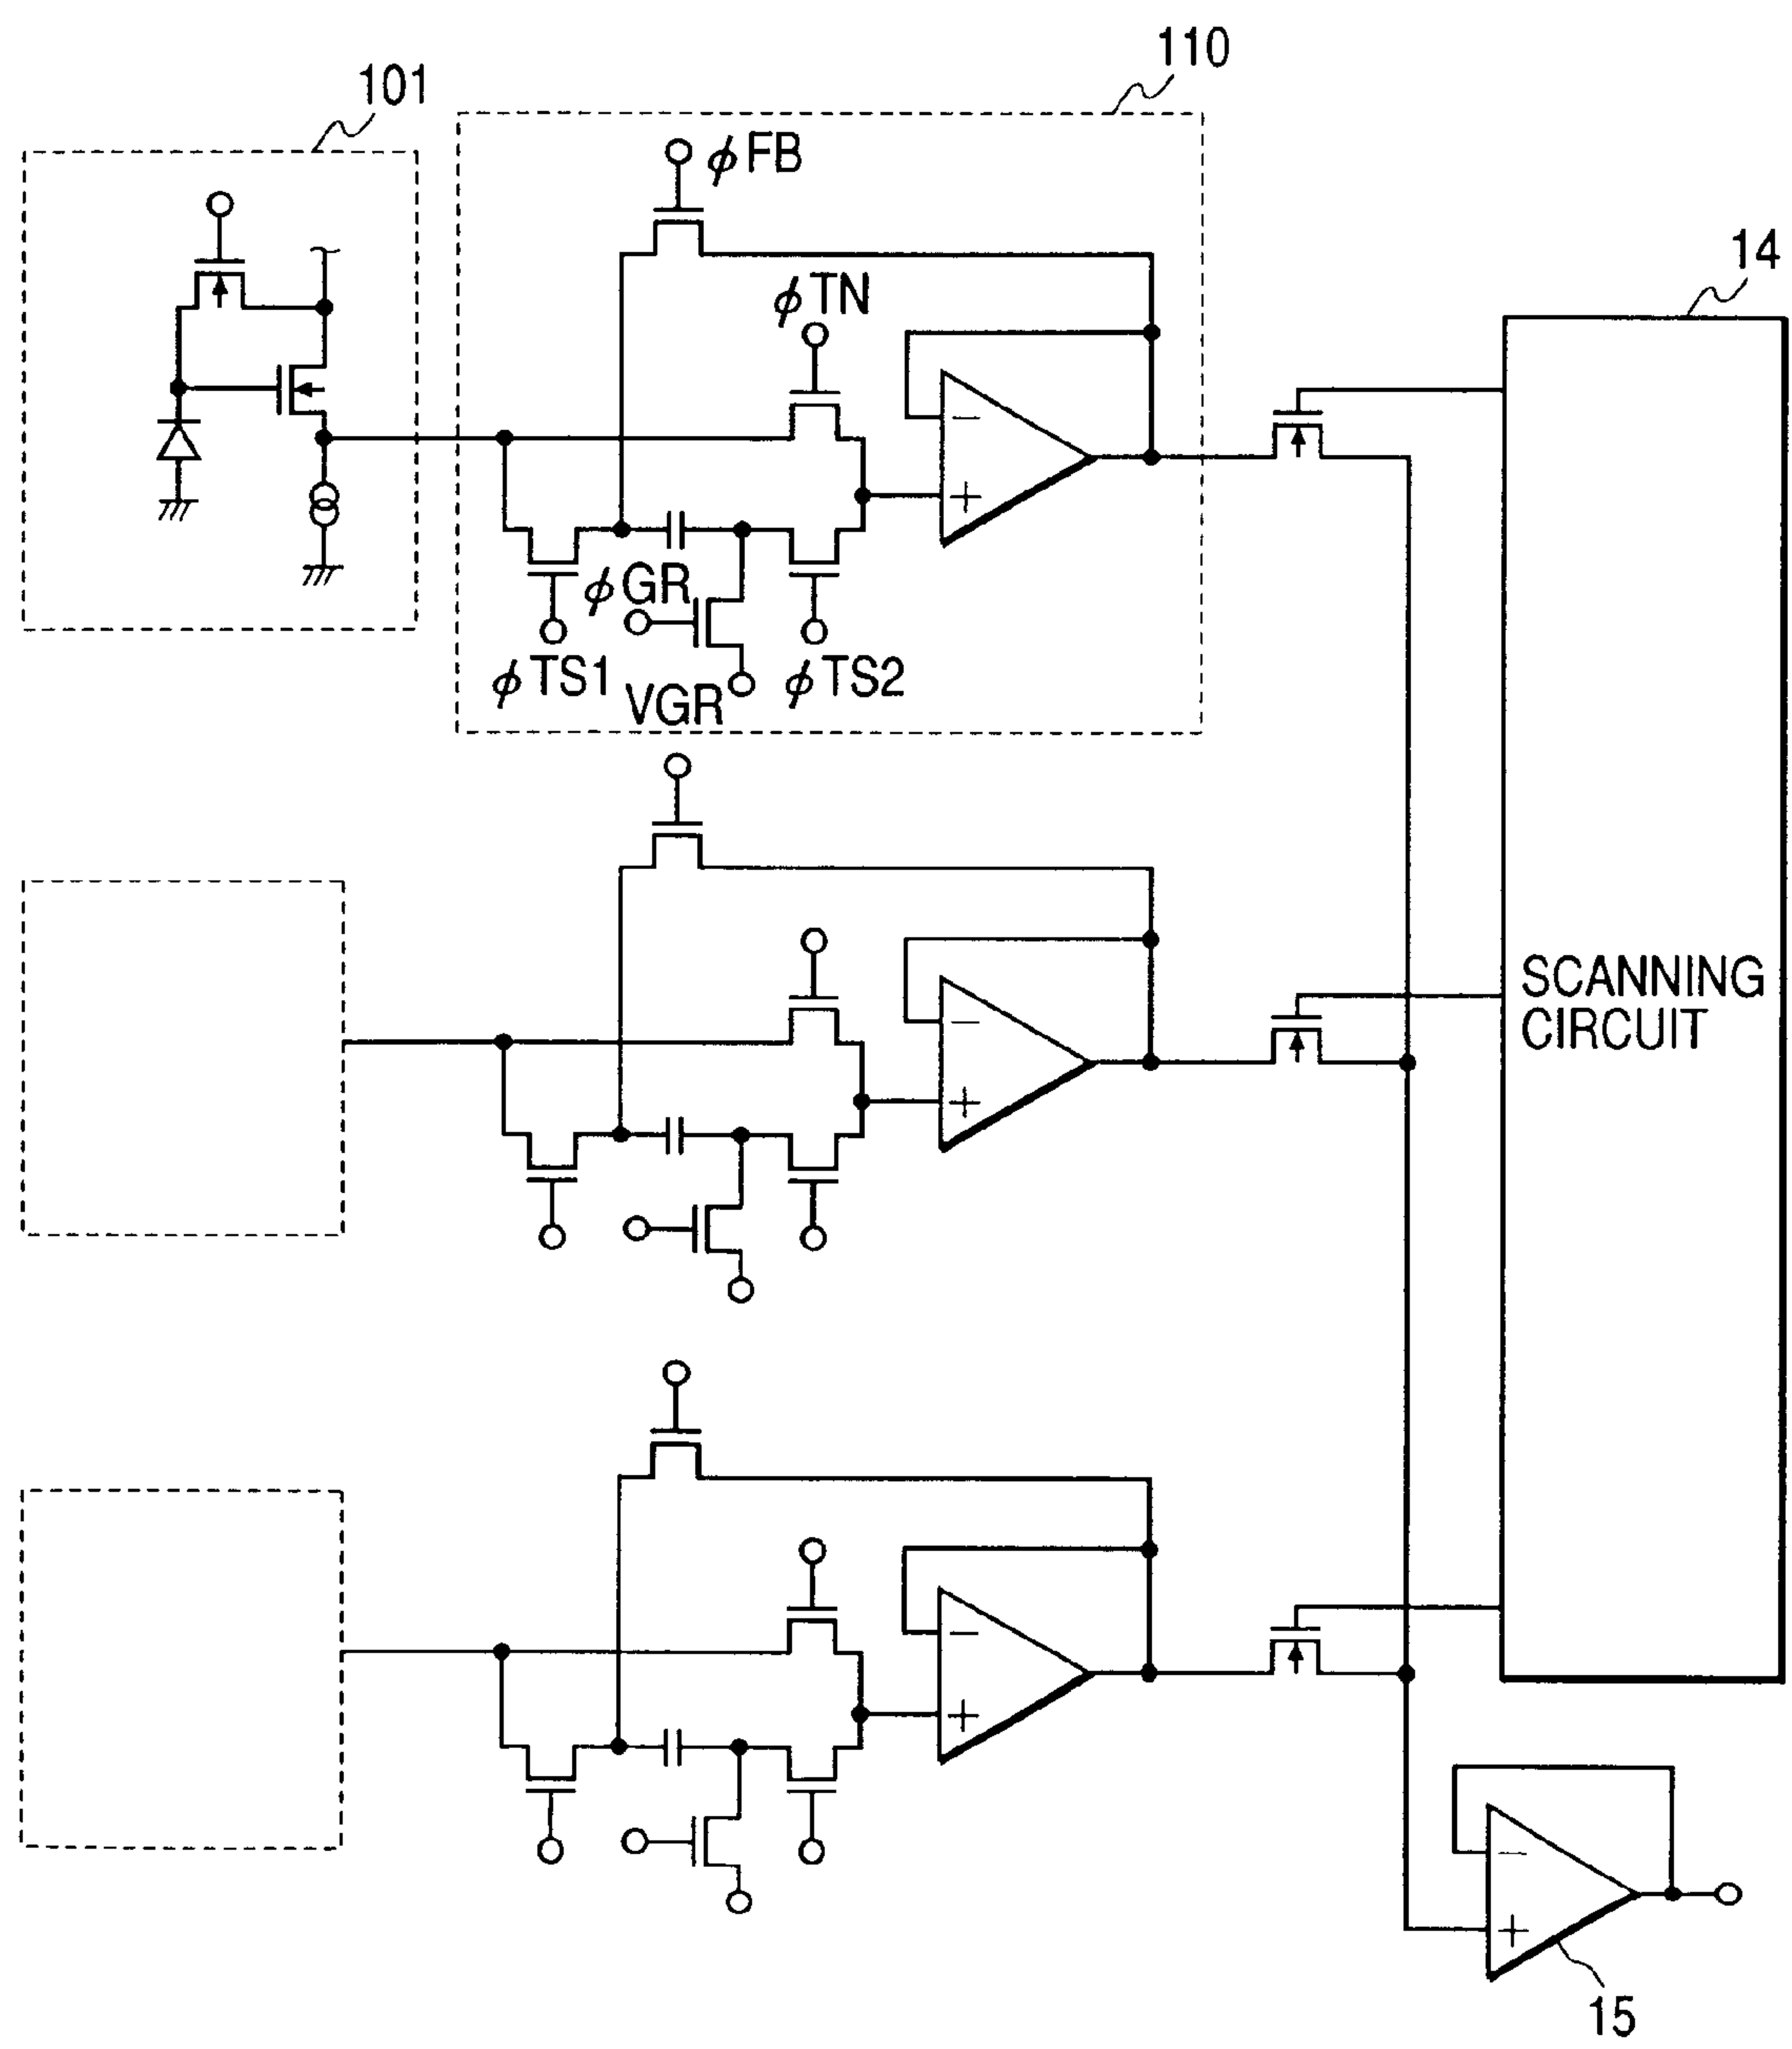 110
101
ϕFB
14
ϕTN
− 
+
ϕGR
ϕTS1
VGR
ϕTS2
−
+
SCANNING
CIRCUIT
−
+
−
+
15